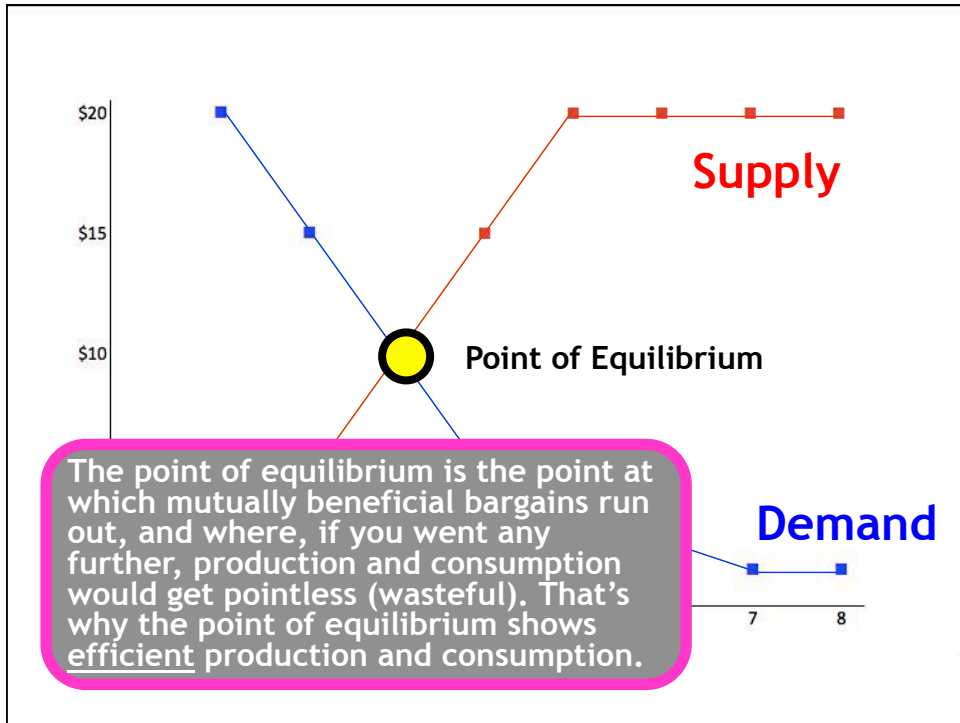 $20
Supply
$15
$10
Point of Equilibrium
The point of equilibrium is the point at
which mutually beneficial bargains run
out, and where, if you went any
further, production and consumption
would get pointless (wasteful). That’s
why the point of equilibrium shows
efficient production and consumption.
Demand
7 8